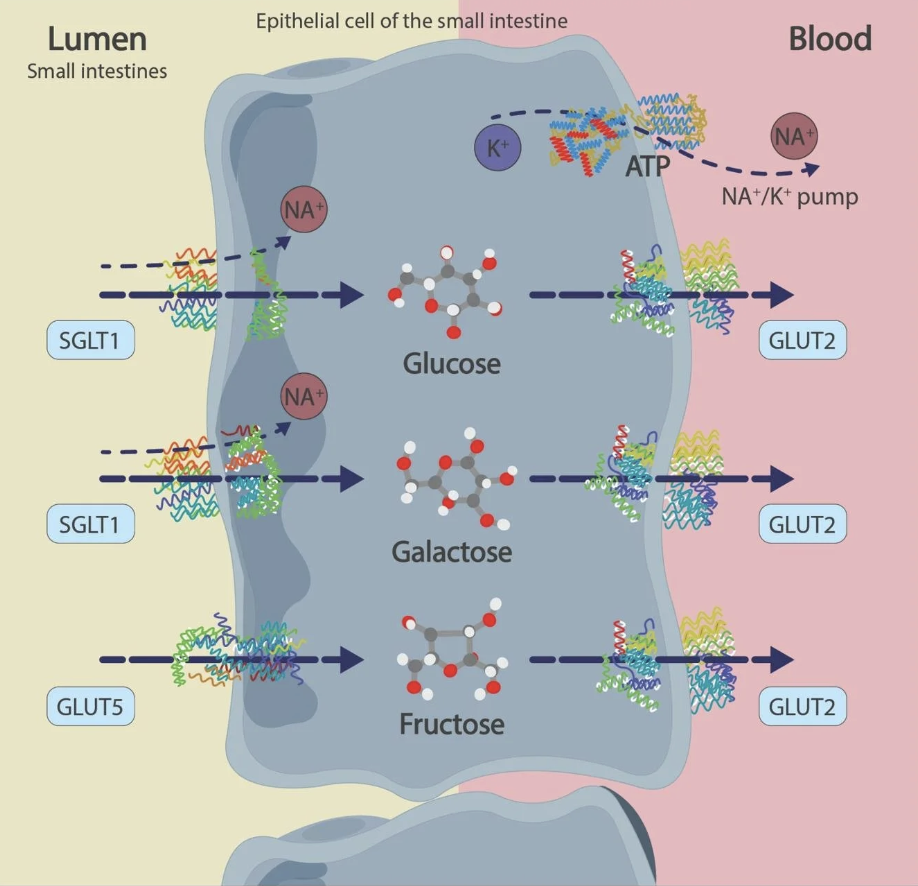 Epithelial cell of the small intestine
Lumen
Small intestines
Blood
K⁺
ATP
NA⁺
NA⁺/K⁺ pump
NA⁺
SGLT1
Glucose
GLUT2
NA⁺
SGLT1
Galactose
GLUT2
GLUT5
Fructose
GLUT2